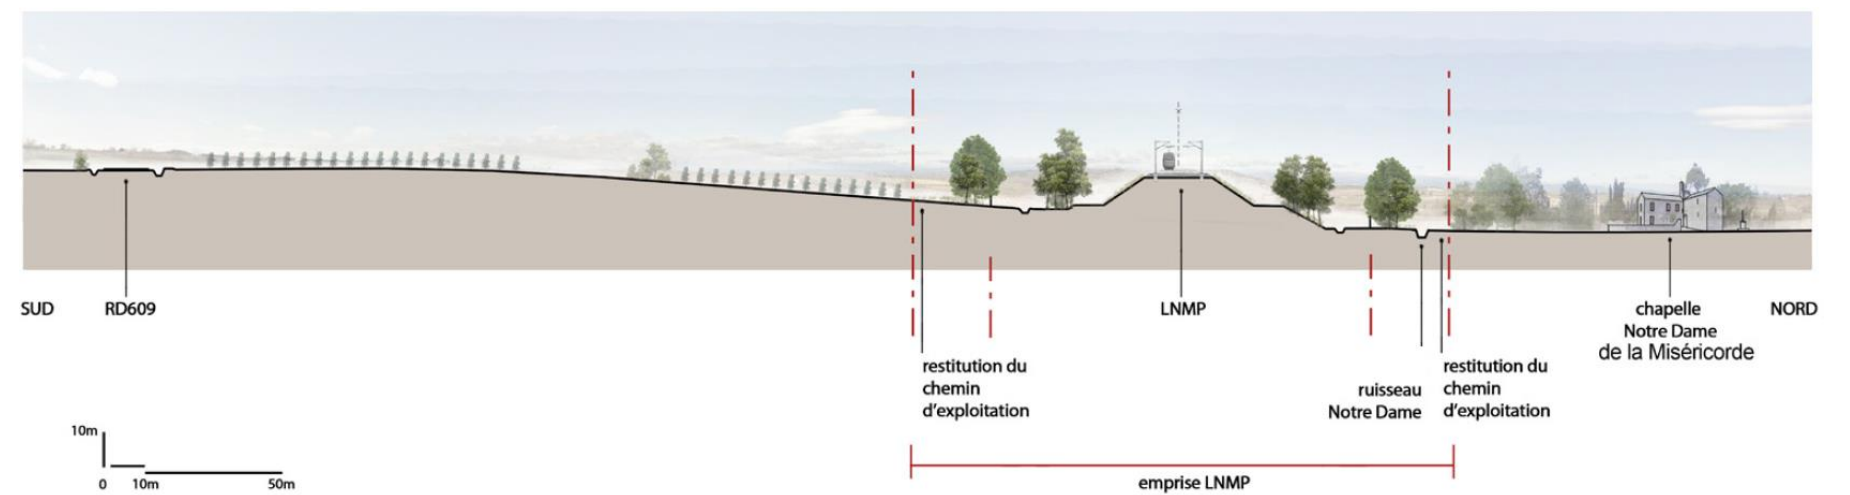 SUD
RD609
LNMP
chapelle
Notre Dame
de la Miséricorde
NORD
restitution du
chemin
d'exploitation
ruisseau
Notre Dame
restitution du
chemin
d'exploitation
10m
0 10m 50m
emprise LNMP